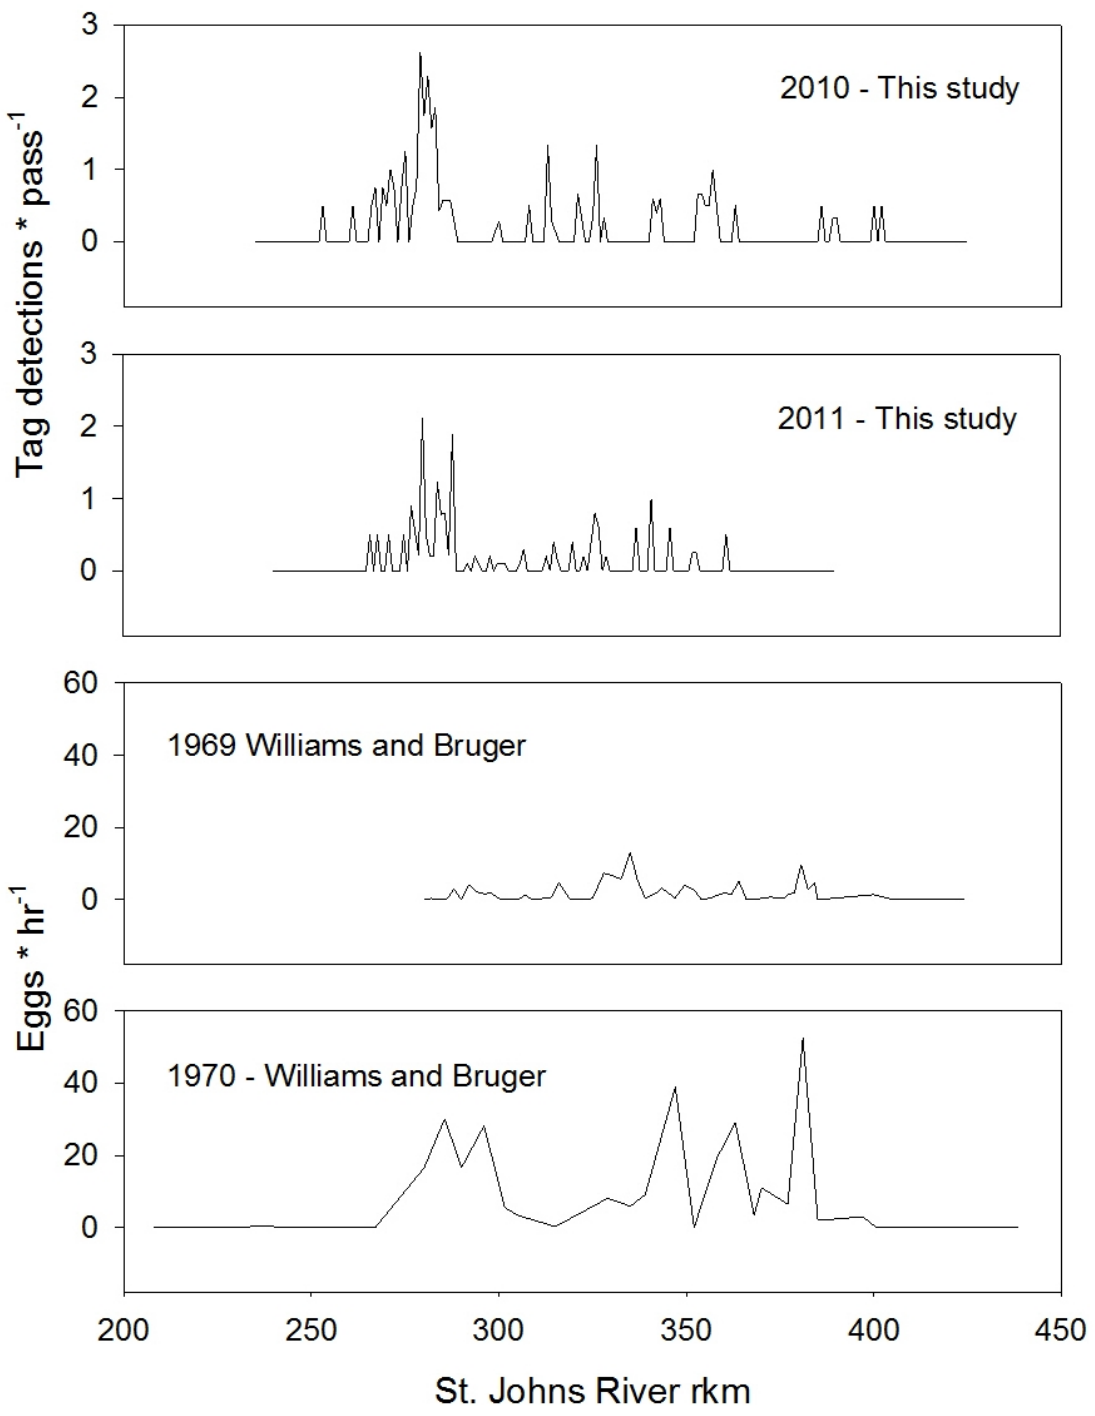 3
2
1
0
2010 - This study
Tag detections * pass-1
3
2
1
0
2011 - This study
60
40
20
0
1969 Williams and Bruger
Eggs * hr-1
60
40
20
0
1970 - Williams and Bruger
200 250 300 350 400 450
St. Johns River rkm